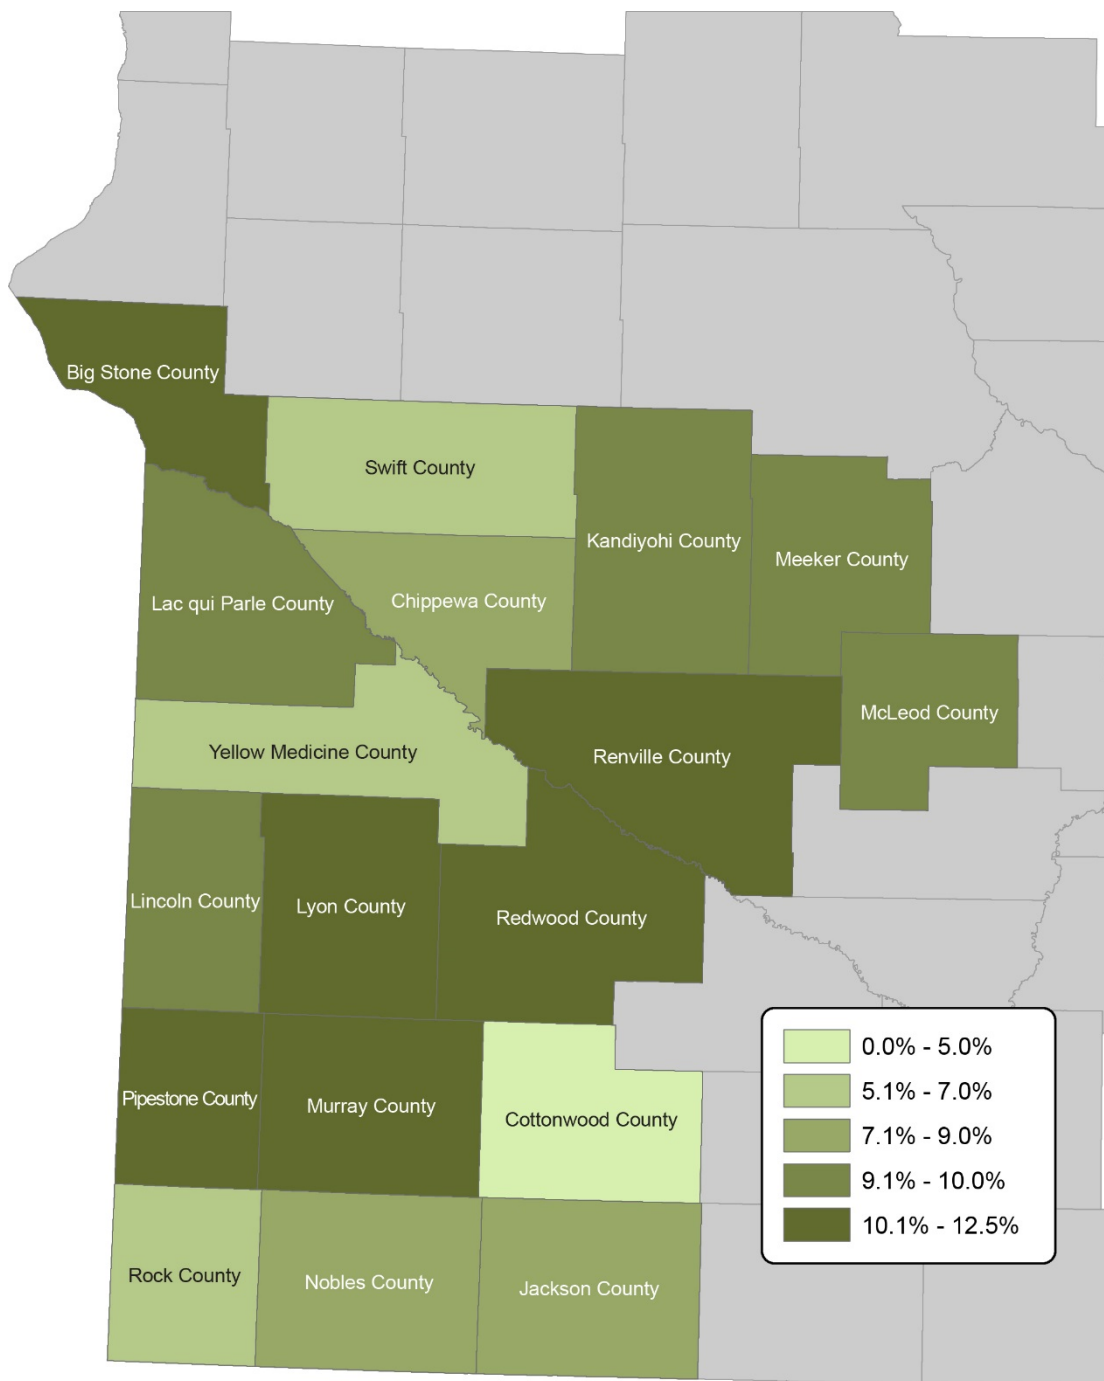 Big Stone County
Swift County
Kandiyohi County
Meeker County
Lac qui Parle County
Chippewa County
McLeod County
Yellow Medicine County
Renville County
Lincoln County
Lyon County
Redwood County
Pipestone County
Murray County
Cottonwood County
Rock County
Nobles County
Jackson County
0.0% - 5.0%
5.1% - 7.0%
7.1% - 9.0%
9.1% - 10.0%
10.1% - 12.5%